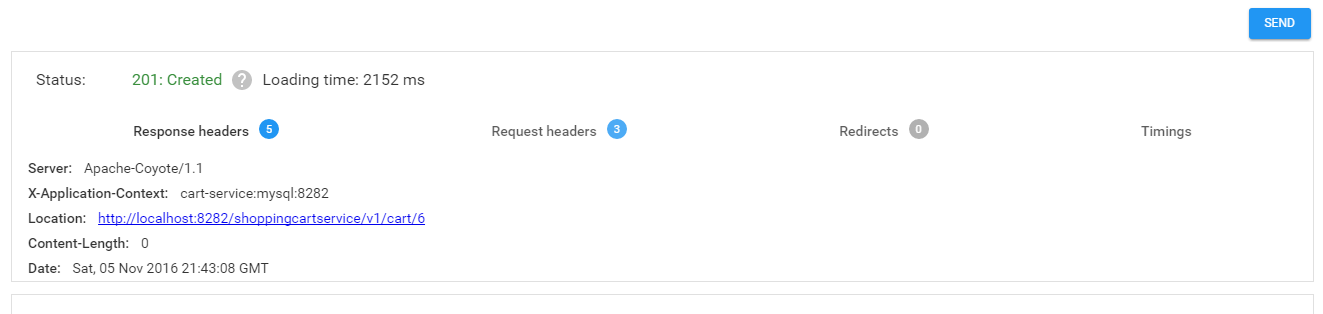 SEND
Status: 201: Created ? Loading time: 2152 ms
Response headers 5 Request headers 3 Redirects 0 Timings
Server: Apache-Coyote/1.1
X-Application-Context: cart-service:mysql:8282
Location: http://localhost:8282/shoppingcartservice/v1/cart/6
Content-Length: 0
Date: Sat, 05 Nov 2016 21:43:08 GMT